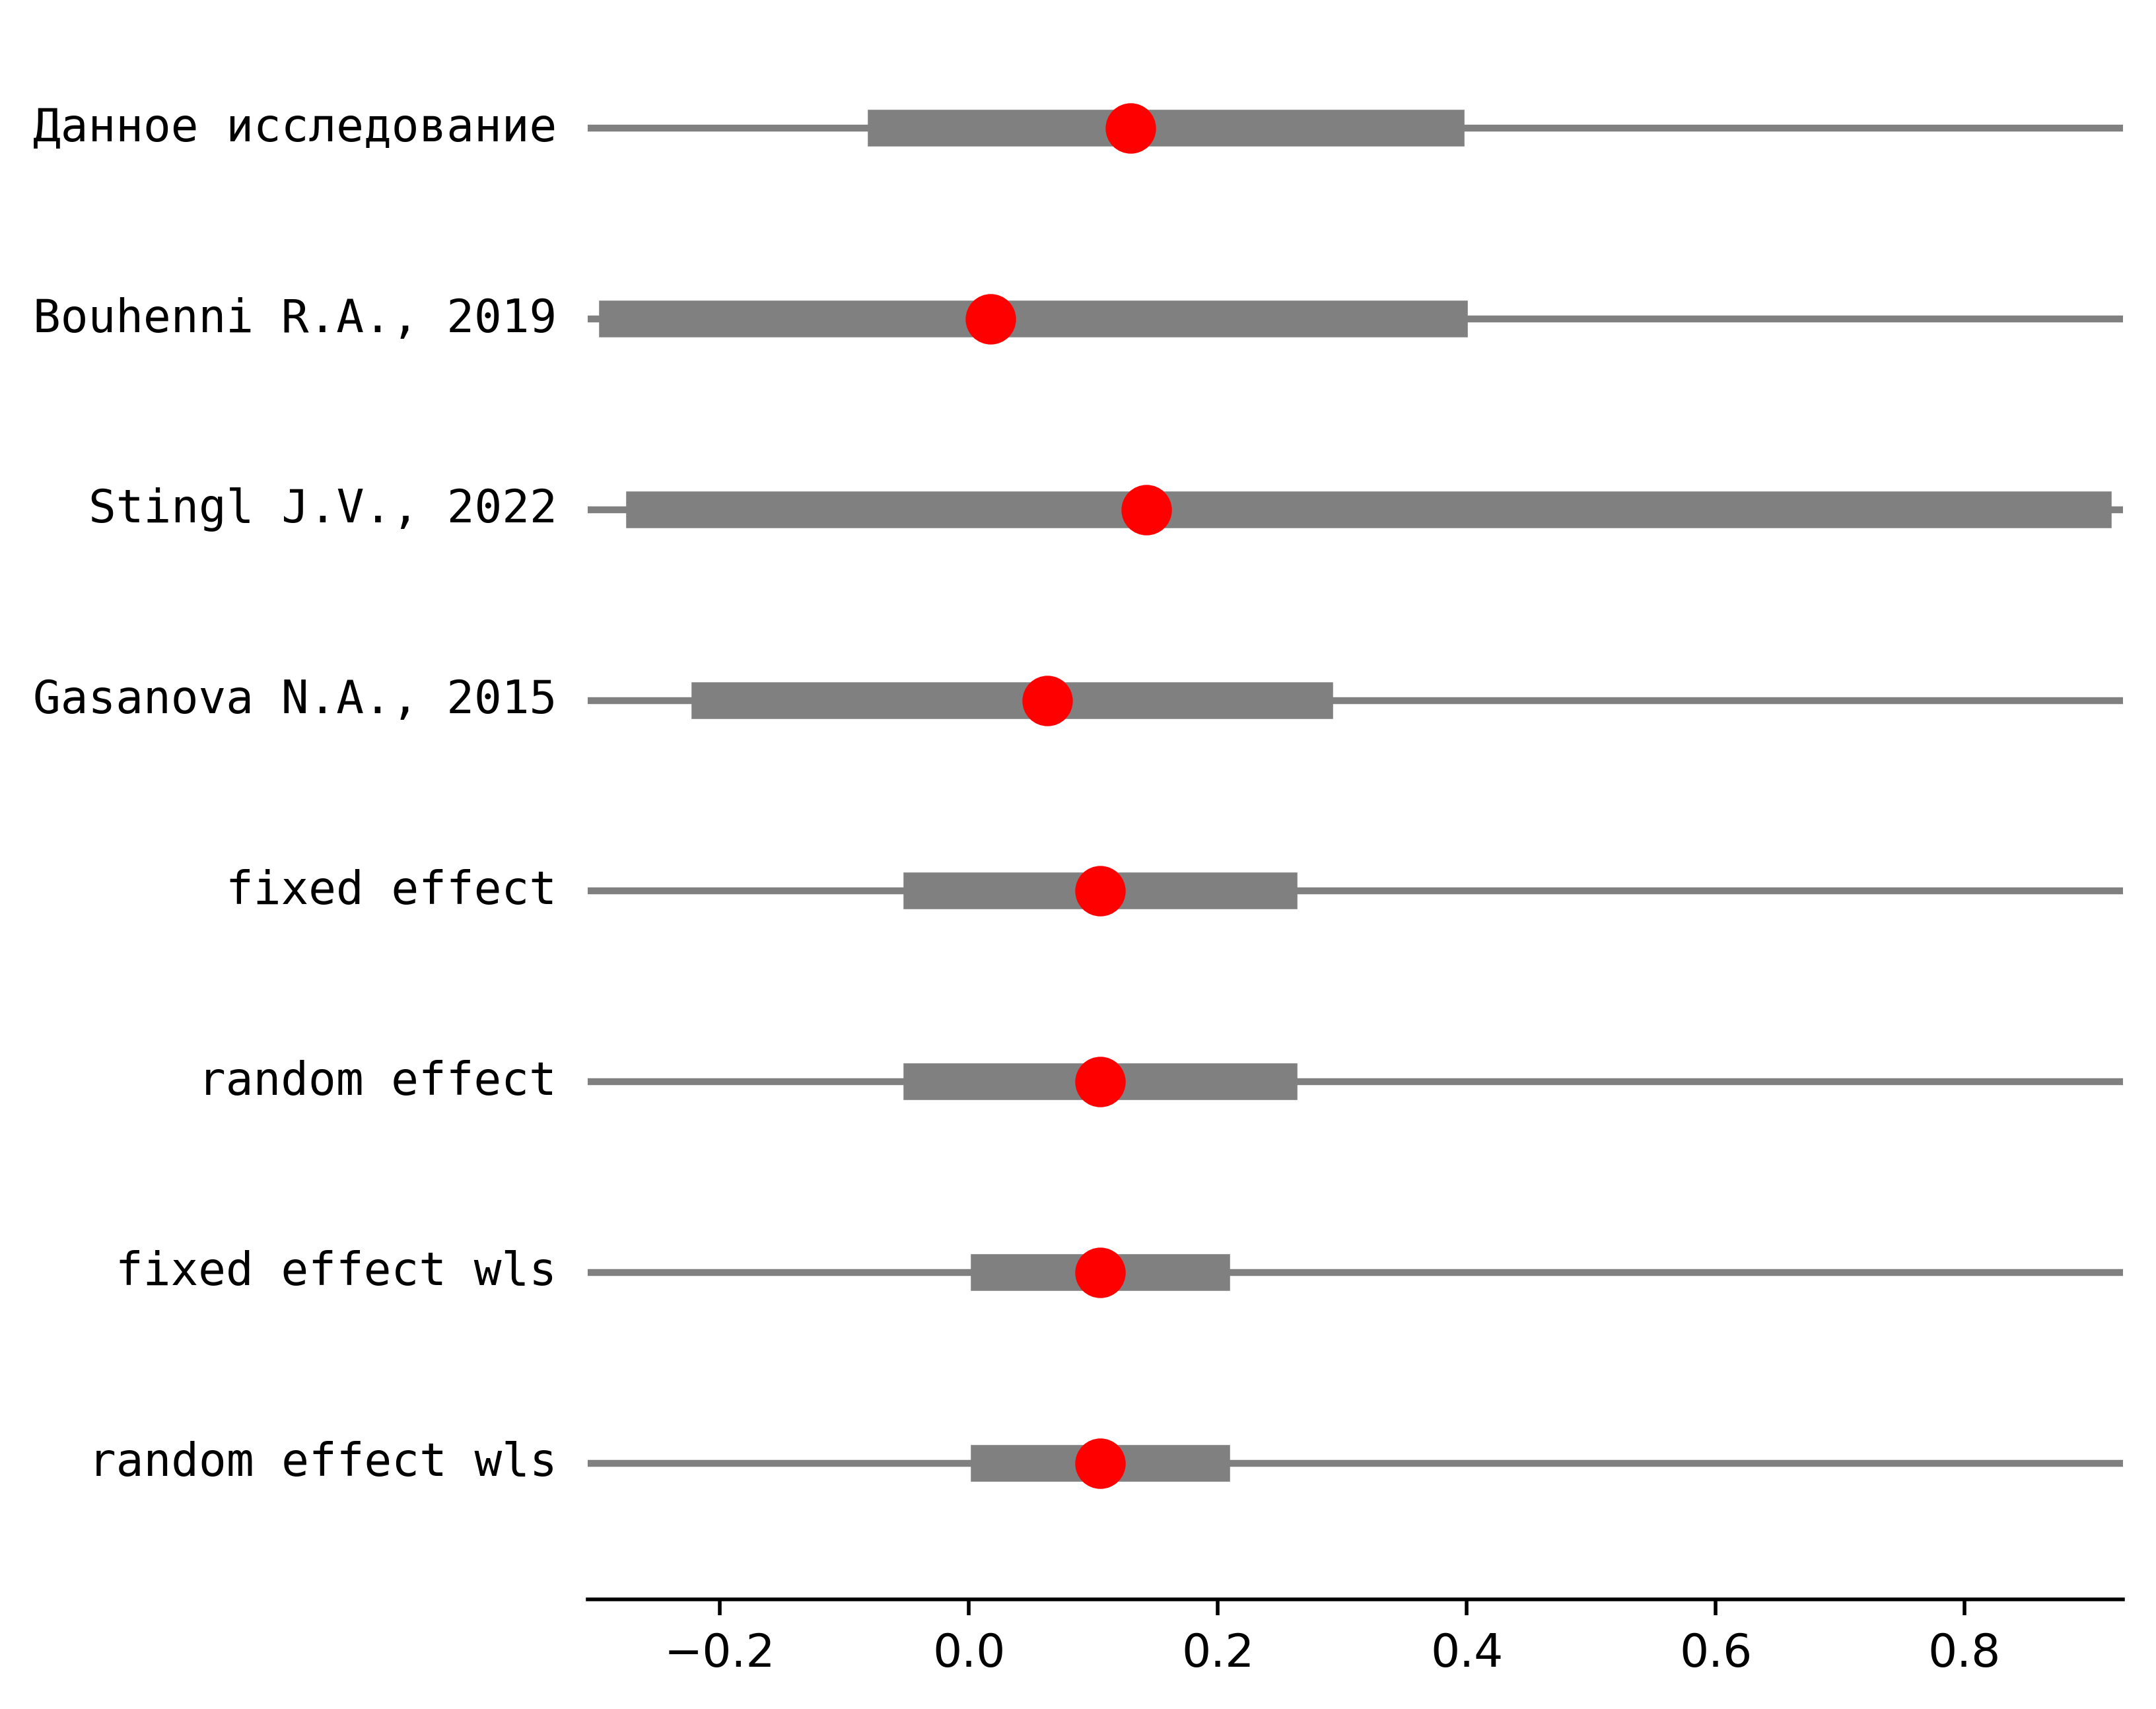 Данное исследование
Bouhenni R.A., 2019
Stingl J.V., 2022
Gasanova N.A., 2015
fixed effect
random effect
fixed effect wls
random effect wls
−0.2 0.0 0.2 0.4 0.6 0.8